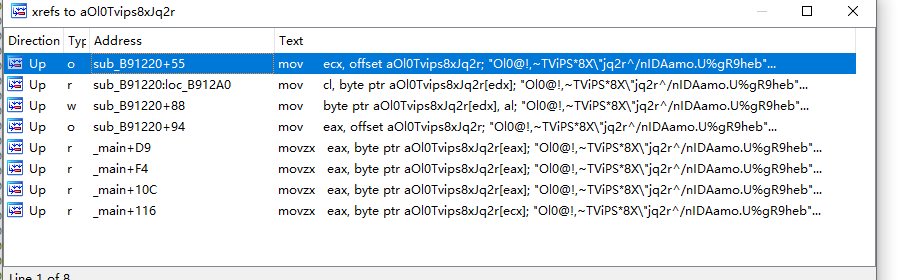 xrefs to aOl0Tvips8xJq2r
Direction Typ Address Text
Up o sub_B91220+55 mov ecx, offset aOl0Tvips8xJq2r; "Ol0@!,~TViPS*8X\"jq2r^/nIDAamo.U%gR9heb"...
Up r sub_B91220:loc_B912A0 mov cl, byte ptr aOl0Tvips8xJq2r[edx]; "Ol0@!,~TViPS*8X\"jq2r^/nIDAamo.U%gR9heb"...
Up w sub_B91220+88 mov byte ptr aOl0Tvips8xJq2r[edx], al; "Ol0@!,~TViPS*8X\"jq2r^/nIDAamo.U%gR9heb"...
Up o sub_B91220+94 mov eax, offset aOl0Tvips8xJq2r; "Ol0@!,~TViPS*8X\"jq2r^/nIDAamo.U%gR9heb"...
Up r _main+D9 movzx eax, byte ptr aOl0Tvips8xJq2r[eax]; "Ol0@!,~TViPS*8X\"jq2r^/nIDAamo.U%gR9heb"...
Up r _main+F4 movzx eax, byte ptr aOl0Tvips8xJq2r[eax]; "Ol0@!,~TViPS*8X\"jq2r^/nIDAamo.U%gR9heb"...
Up r _main+10C movzx eax, byte ptr aOl0Tvips8xJq2r[eax]; "Ol0@!,~TViPS*8X\"jq2r^/nIDAamo.U%gR9heb"...
Up r _main+116 movzx eax, byte ptr aOl0Tvips8xJq2r[ecx]; "Ol0@!,~TViPS*8X\"jq2r^/nIDAamo.U%gR9heb"...
Line 1 of 8